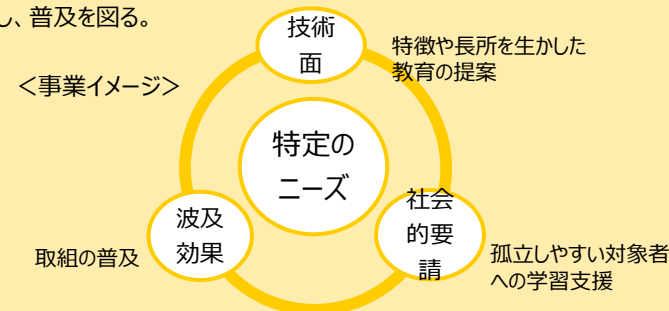 し、普及を図る。
＜事業イメージ＞
技術
面
特徴や長所を生かした
教育の提案
特定の
ニーズ
社会
的要
請
孤立しやすい対象者
への学習支援
波及
効果
取組の普及